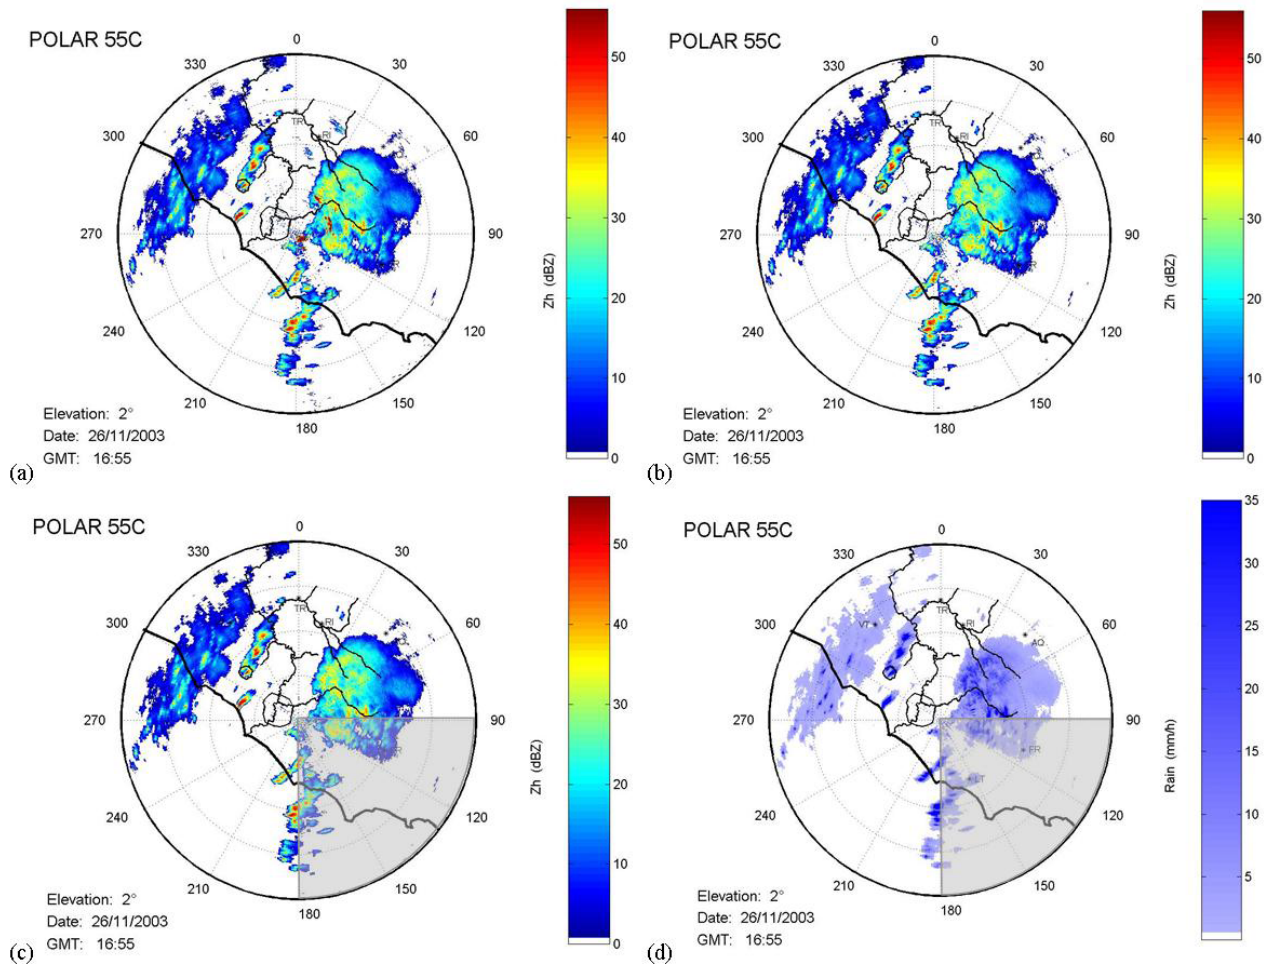 POLAR 55C
0
30
60
90
120
150
180
210
240
270
300
330
TR
RI
50
40
30
20
10
0
Zh (dBZ)
Elevation: 2°
Date: 26/11/2003
GMT: 16:55
(a)
POLAR 55C
0
30
60
90
120
150
180
210
240
270
300
330
TR
RI
50
40
30
20
10
0
Zh (dBZ)
Elevation: 2°
Date: 26/11/2003
GMT: 16:55
(b)
POLAR 55C
0
30
60
90
120
150
180
210
240
270
300
330
TR
RI
50
40
30
20
10
0
Zh (dBZ)
Elevation: 2°
Date: 26/11/2003
GMT: 16:55
(c)
POLAR 55C
0
30
60
90
120
150
180
210
240
270
300
330
VT
TR
RI
AQ
FR
35
30
25
20
15
10
5
Rain (mm/h)
Elevation: 2°
Date: 26/11/2003
GMT: 16:55
(d)